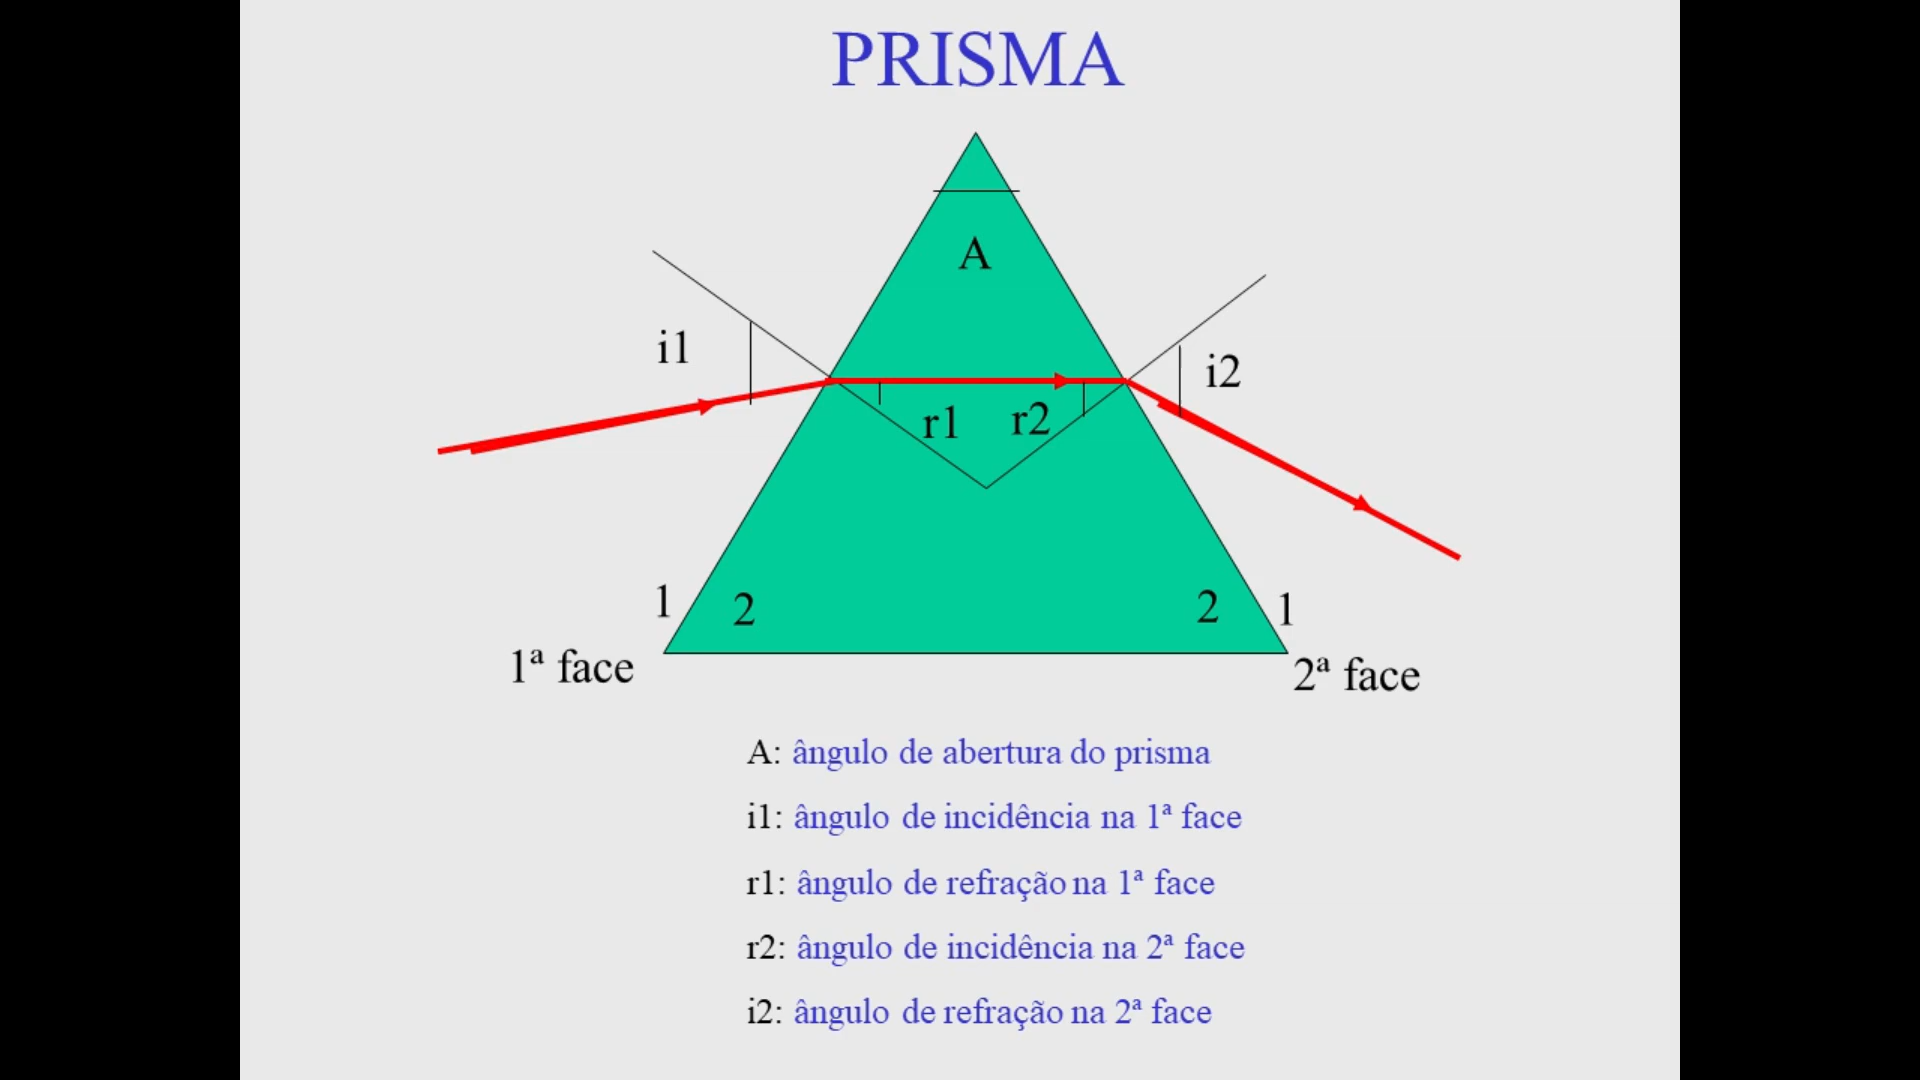 PRISMA
A
i1
i2
r1
r2
1
2
2
1
1ª face
2ª face
A: ângulo de abertura do prisma
i1: ângulo de incidência na 1ª face
r1: ângulo de refração na 1ª face
r2: ângulo de incidência na 2ª face
i2: ângulo de refração na 2ª face